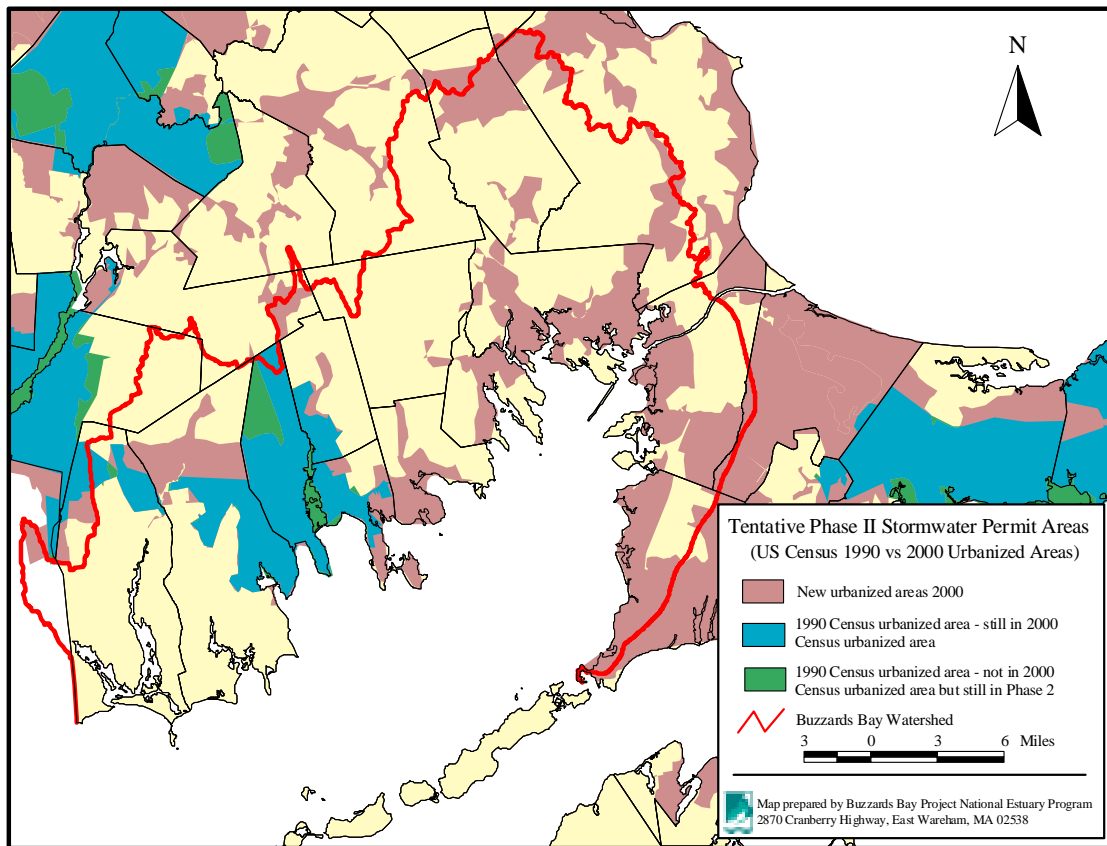 N
Tentative Phase II Stormwater Permit Areas
(US Census 1990 vs 2000 Urbanized Areas)
New urbanized areas 2000
1990 Census urbanized area - still in 2000
Census urbanized area
1990 Census urbanized area - not in 2000
Census urbanized area but still in Phase 2
Buzzards Bay Watershed
3 0 3 6 Miles
Map prepared by Buzzards Bay Project National Estuary Program
2870 Cranberry Highway, East Wareham, MA 02538